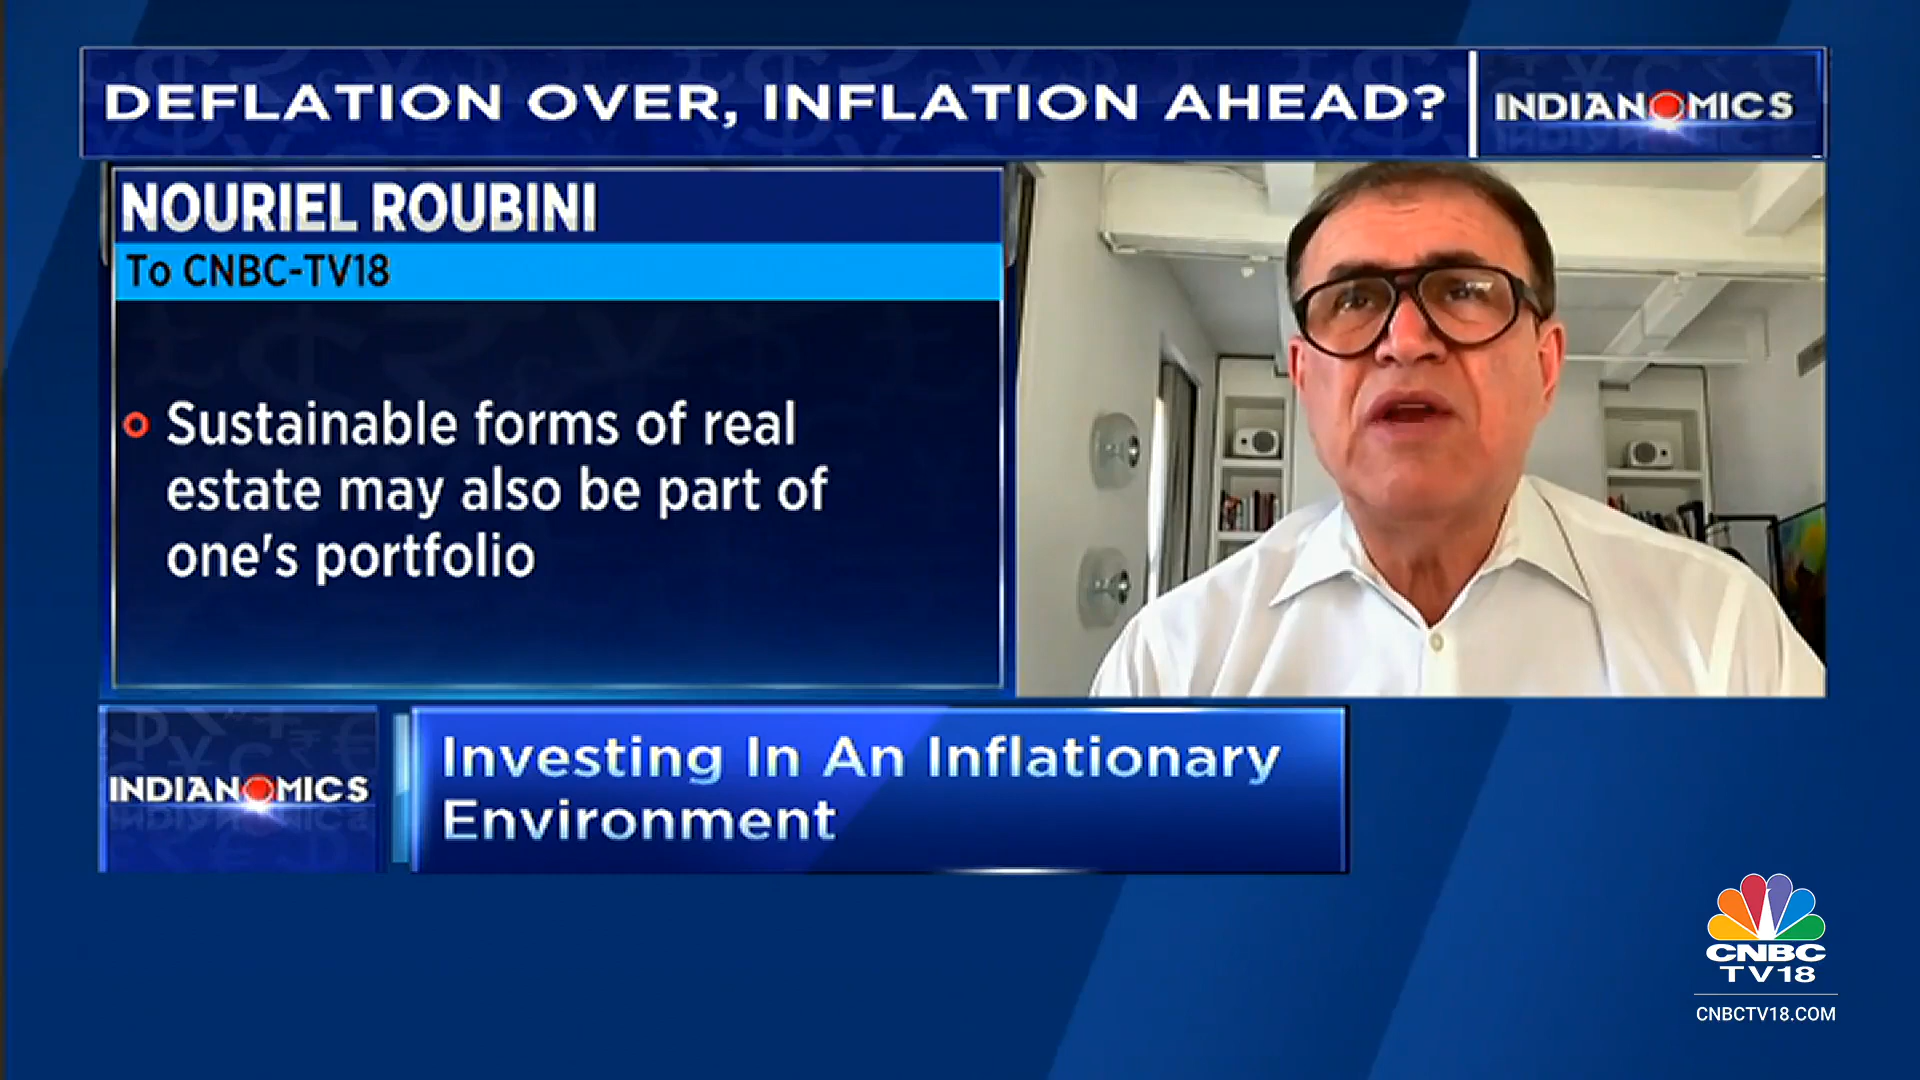 DEFLATION OVER, INFLATION AHEAD?
INDIANOMICS
NOURIEL ROUBINI
To CNBC-TV18
Sustainable forms of real
estate may also be part of
one's portfolio
INDIANOMICS
Investing In An Inflationary
Environment
CNBC
TV18
CNBCTV18.COM